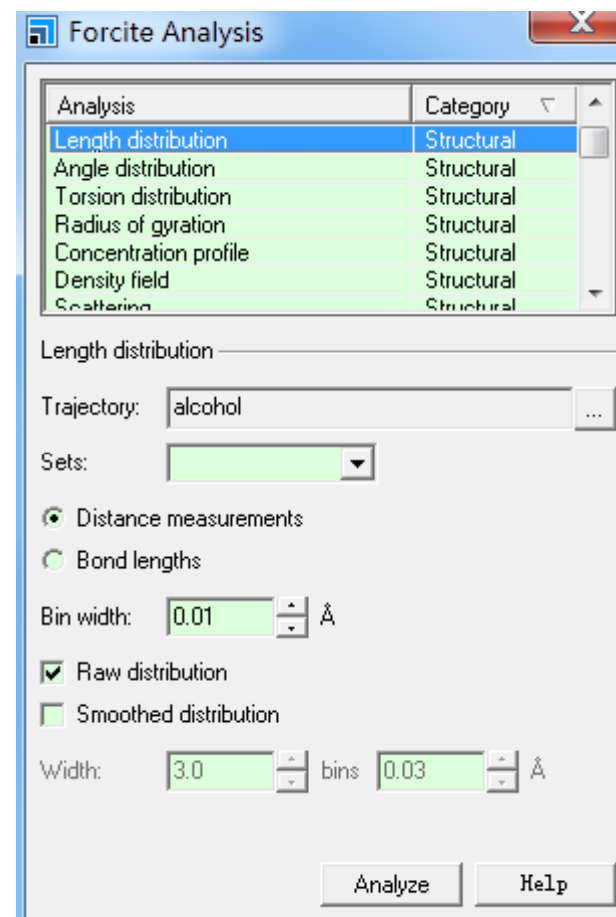 Forcite Analysis
Analysis Category
Length distribution Structural
Angle distribution Structural
Torsion distribution Structural
Radius of gyration Structural
Concentration profile Structural
Density field Structural
Scattering Structural
Length distribution
Trajectory: alcohol ...
Sets:
Distance measurements
Bond lengths
Bin width: 0.01 Å
Raw distribution
Smoothed distribution
Width: 3.0 bins 0.03 Å
Analyze Help